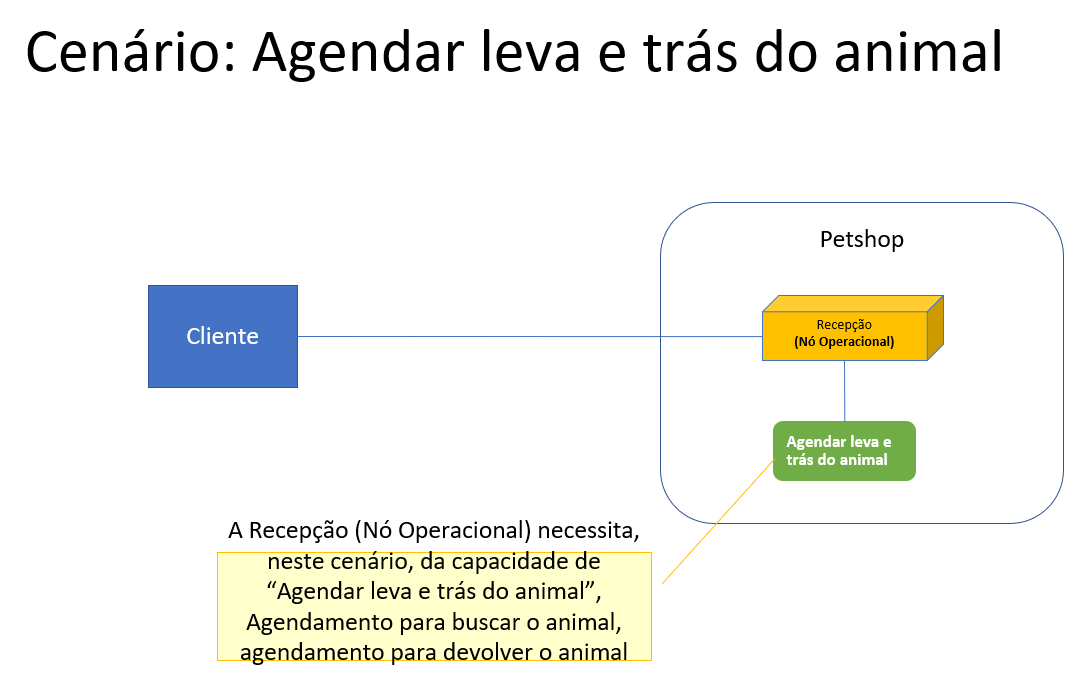 Cenário: Agendar leva e trás do animal
Petshop
Cliente
Recepção
(Nó Operacional)
Agendar leva e
trás do animal
A Recepção (Nó Operacional) necessita,
neste cenário, da capacidade de
“Agendar leva e trás do animal”,
Agendamento para buscar o animal,
agendamento para devolver o animal